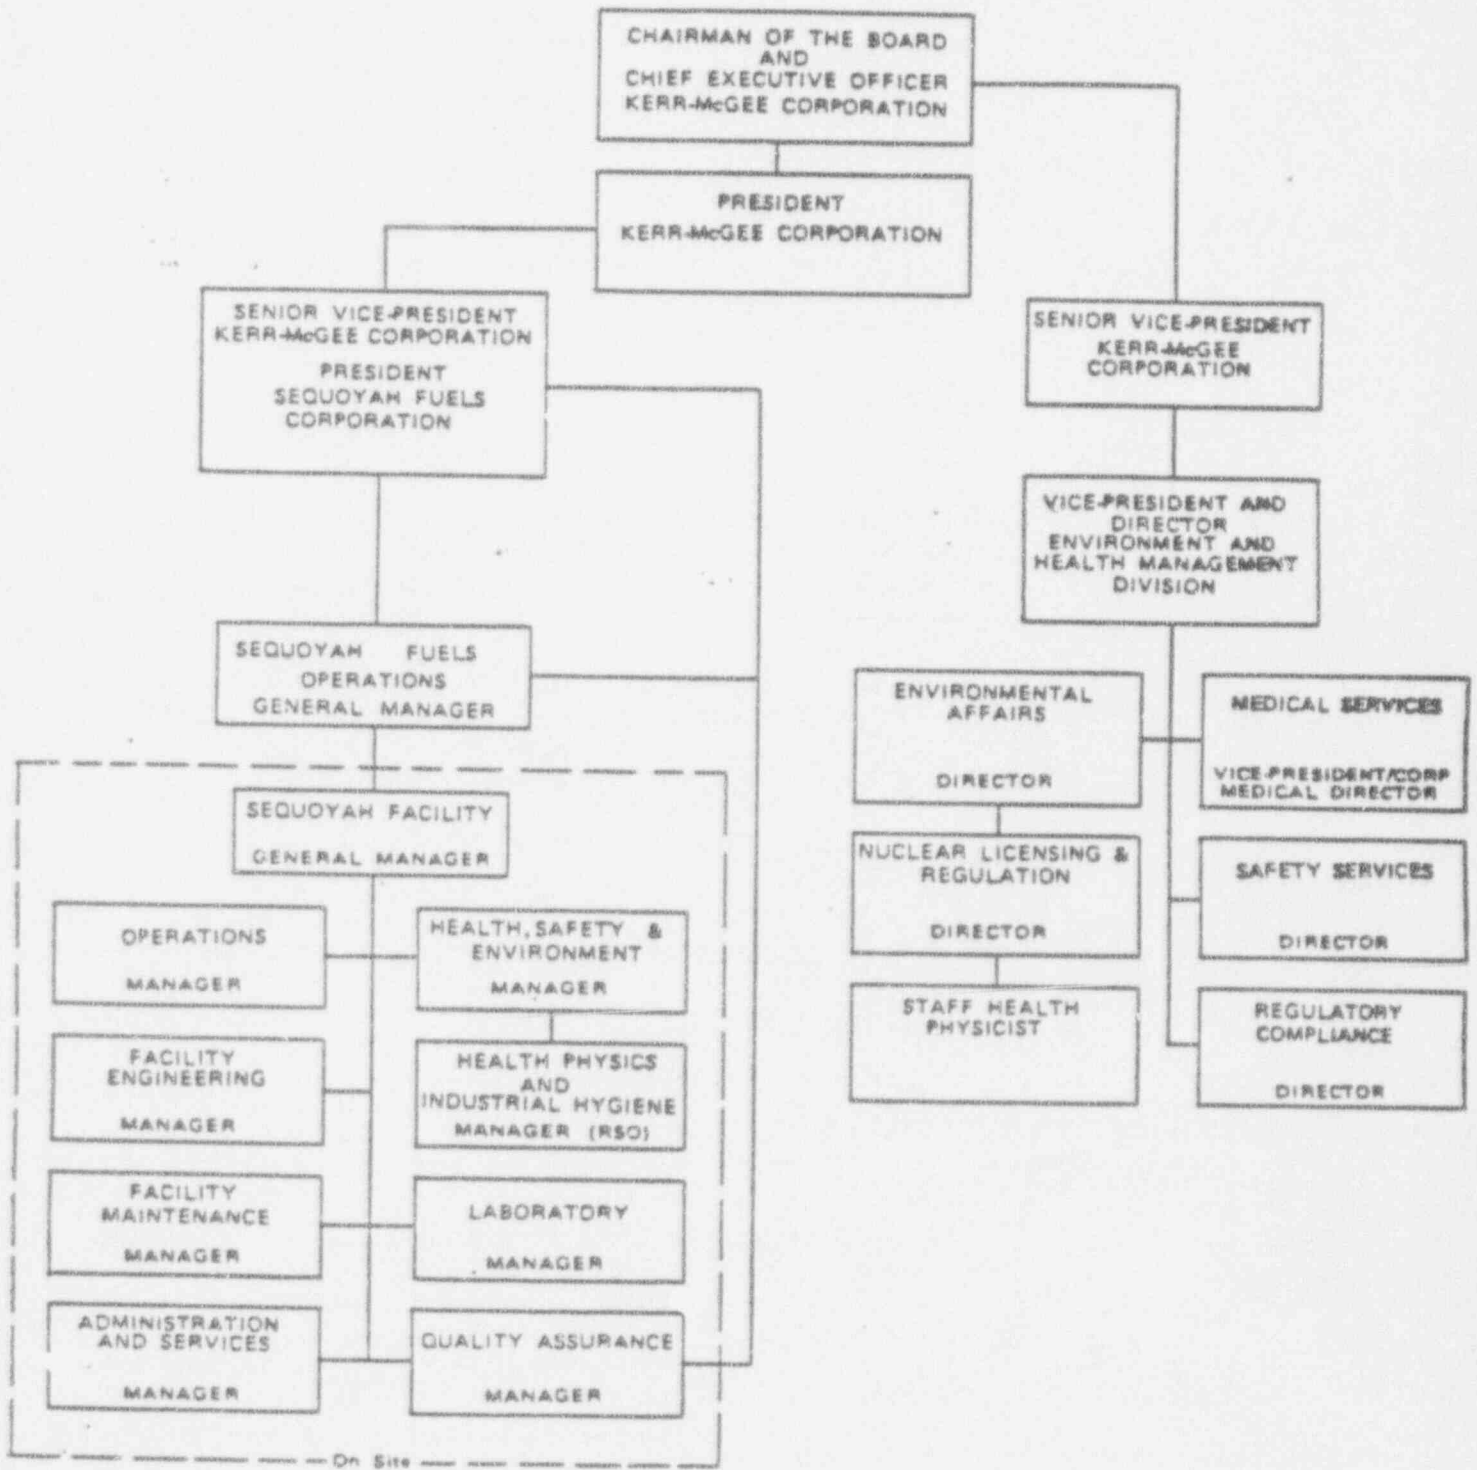 CHAIRMAN OF THE BOARD
AND
CHIEF EXECUTIVE OFFICER
KERR-McGEE CORPORATION
PRESIDENT
KERR-McGEE CORPORATION
SENIOR VICE-PRESIDENT
KERR-McGEE CORPORATION
PRESIDENT
SEQUOYAH FUELS
CORPORATION
SENIOR VICE-PRESIDENT
KERR-McGEE
CORPORATION
VICE-PRESIDENT AND
DIRECTOR
ENVIRONMENT AND
HEALTH MANAGEMENT
DIVISION
SEQUOYAH FUELS
OPERATIONS
GENERAL MANAGER
ENVIRONMENTAL
AFFAIRS
DIRECTOR
MEDICAL SERVICES
VICE-PRESIDENT/CORP
MEDICAL DIRECTOR
SEQUOYAH FACILITY
GENERAL MANAGER
NUCLEAR LICENSING &
REGULATION
DIRECTOR
SAFETY SERVICES
DIRECTOR
OPERATIONS
MANAGER
HEALTH, SAFETY &
ENVIRONMENT
MANAGER
STAFF HEALTH
PHYSICIST
REGULATORY
COMPLIANCE
DIRECTOR
FACILITY
ENGINEERING
MANAGER
HEALTH PHYSICS
AND
INDUSTRIAL HYGIENE
MANAGER (RSO)
FACILITY
MAINTENANCE
MANAGER
LABORATORY
MANAGER
ADMINISTRATION
AND SERVICES
MANAGER
QUALITY ASSURANCE
MANAGER
On Site